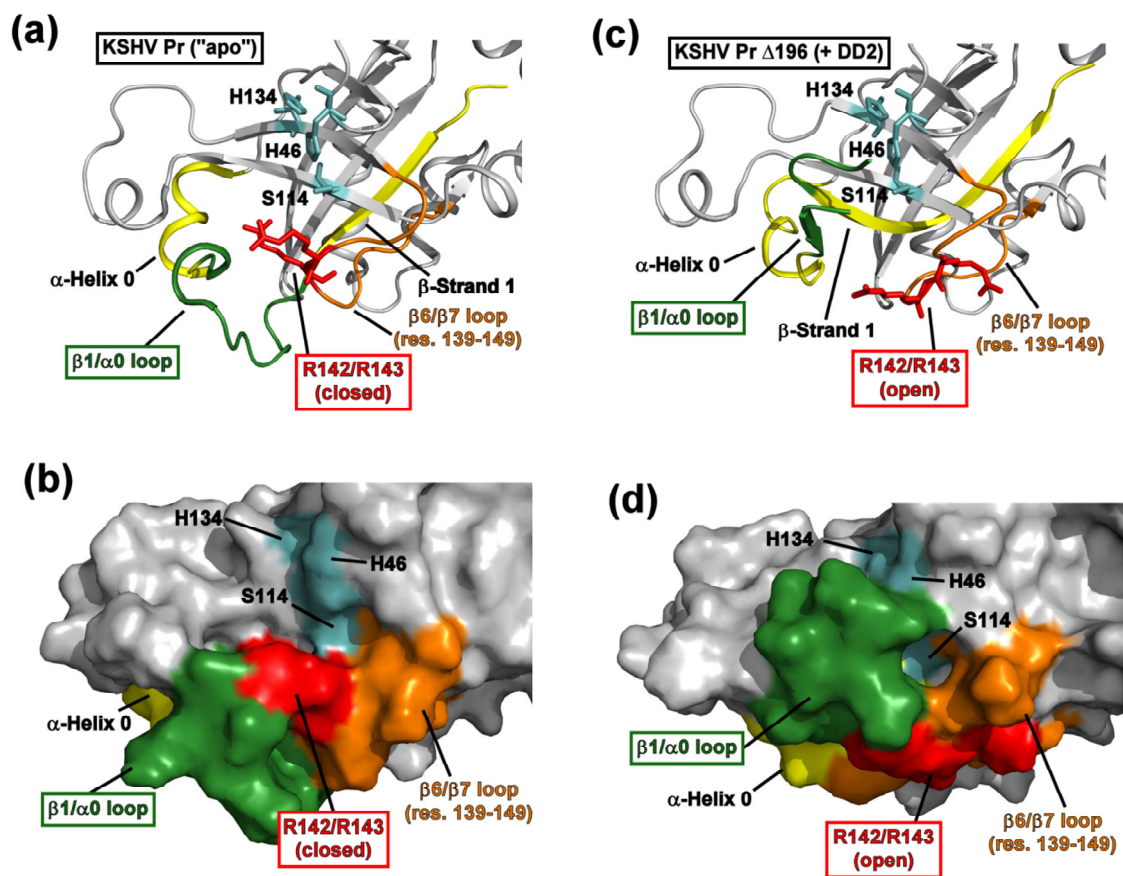 (a)
KSHV Pr ("apo")
H134
H46
S114
α-Helix 0
β-Strand 1
β1/α0 loop
β6/β7 loop
(res. 139-149)
R142/R143
(closed)
(c)
KSHV Pr Δ196 (+ DD2)
H134
H46
S114
α-Helix 0
β1/α0 loop
β-Strand 1
β6/β7 loop
(res. 139-149)
R142/R143
(open)
(b)
H134
H46
S114
α-Helix 0
β1/α0 loop
β6/β7 loop
(res. 139-149)
R142/R143
(closed)
(d)
H134
H46
S114
β1/α0 loop
α-Helix 0
β6/β7 loop
(res. 139-149)
R142/R143
(open)